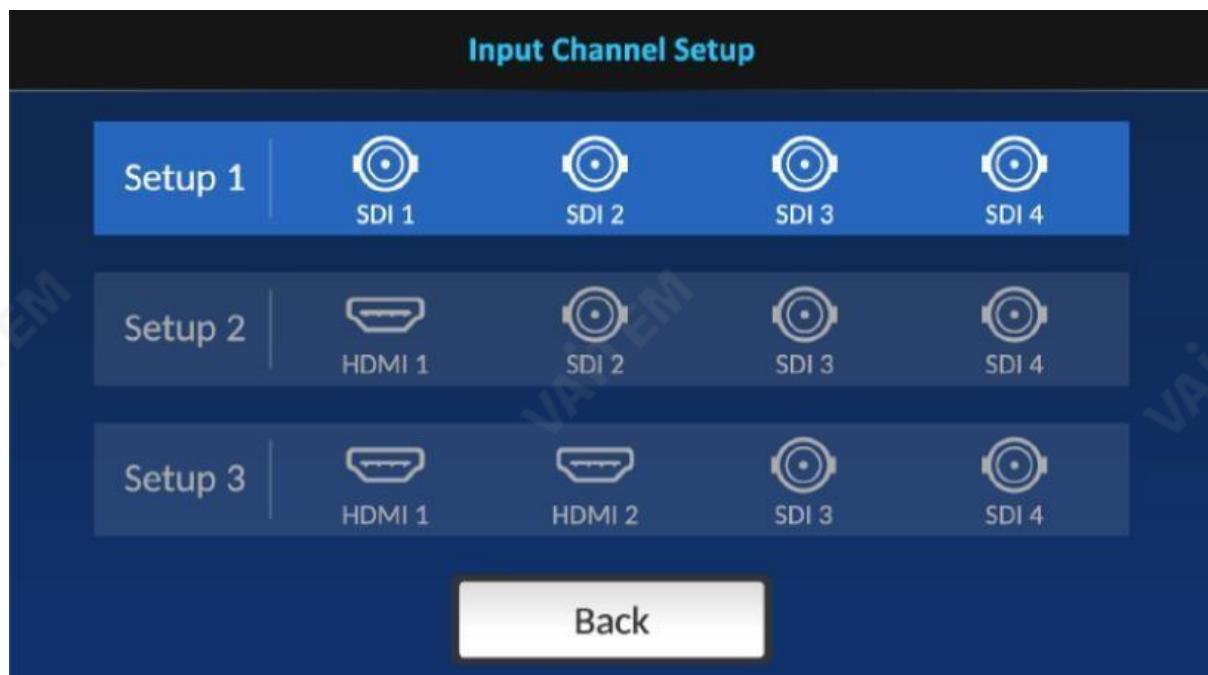 Input Channel Setup
Setup 1
SDI 1 SDI 2 SDI 3 SDI 4
Setup 2
HDMI 1 SDI 2 SDI 3 SDI 4
Setup 3
HDMI 1 HDMI 2 SDI 3 SDI 4
Back